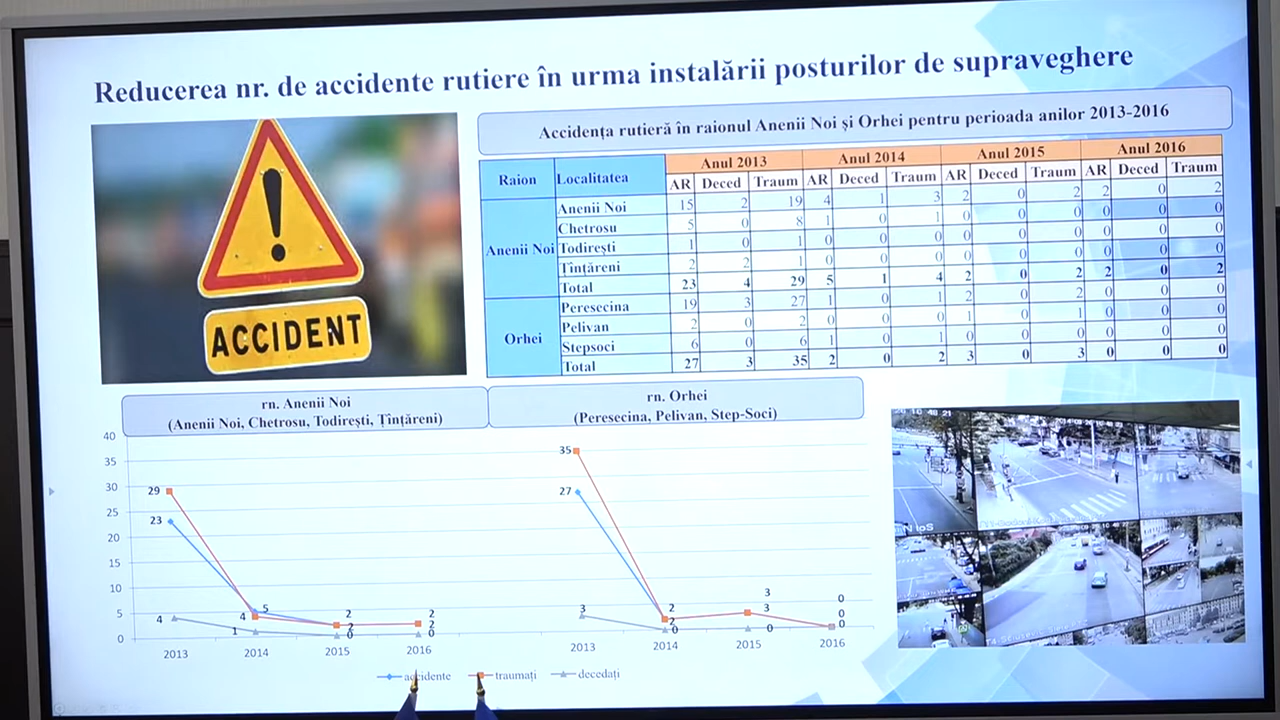 Reducerea nr. de accidente rutiere în urma instalării posturilor de supraveghere
ACCIDENT
Accidența rutieră în raionul Anenii Noi și Orhei pentru perioada anilor 2013-2016
Raion Localitatea Anul 2013 Anul 2014 Anul 2015 Anul 2016
AR Deced Traum AR Deced Traum AR Deced Traum AR Deced Traum
Anenii Noi Anenii Noi 15 2 19 4 1 3 2 0 2 2 0 2
Chetrosu 5 0 8 1 0 1 0 0 0 0 0 0
Todirești 1 0 1 0 0 0 0 0 0 0 0 0
Țînțăreni 2 2 1 0 0 0 0 0 0 0 0 0
Total 23 4 29 5 1 4 2 0 2 2 0 2
Orhei Peresecina 19 3 27 1 0 1 2 0 2 0 0 0
Pelivan 2 0 2 0 0 0 1 0 1 0 0 0
Stepsoci 6 0 6 1 0 1 0 0 0 0 0 0
Total 27 3 35 2 0 2 3 0 3 0 0 0
rn. Anenii Noi
(Anenii Noi, Chetrosu, Todirești, Țînțăreni)
rn. Orhei
(Peresecina, Pelivan, Step-Soci)
40
35
30
25
20
15
10
5
0
29
23
4
4
5
1
2
2
0
2
2
0
35
27
3
2
2
0
3
3
0
0
0
0
2013 2014 2015 2016 2013 2014 2015 2016
accidente traumați decedați